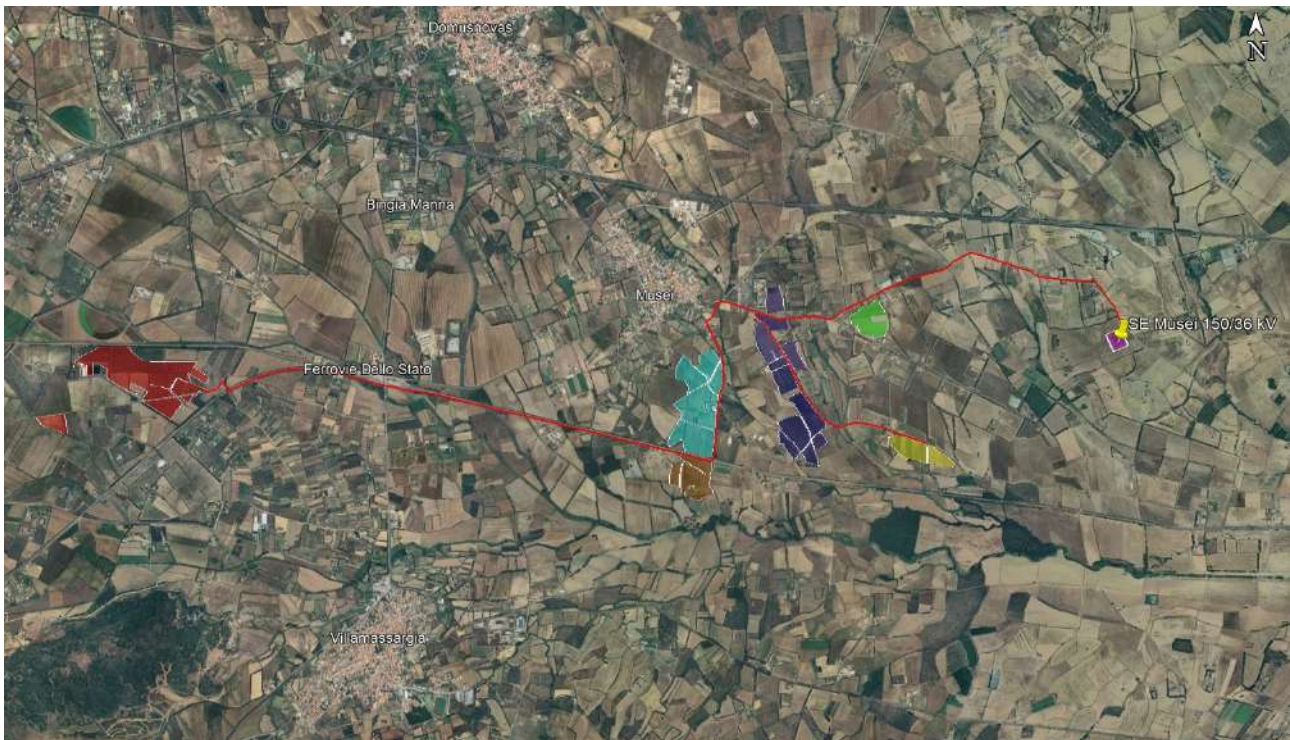 Domusnovas
N
Bingia Manna
Musei
SE Musei 150/36 kV
Ferrovie Dello Stato
Villamassargia